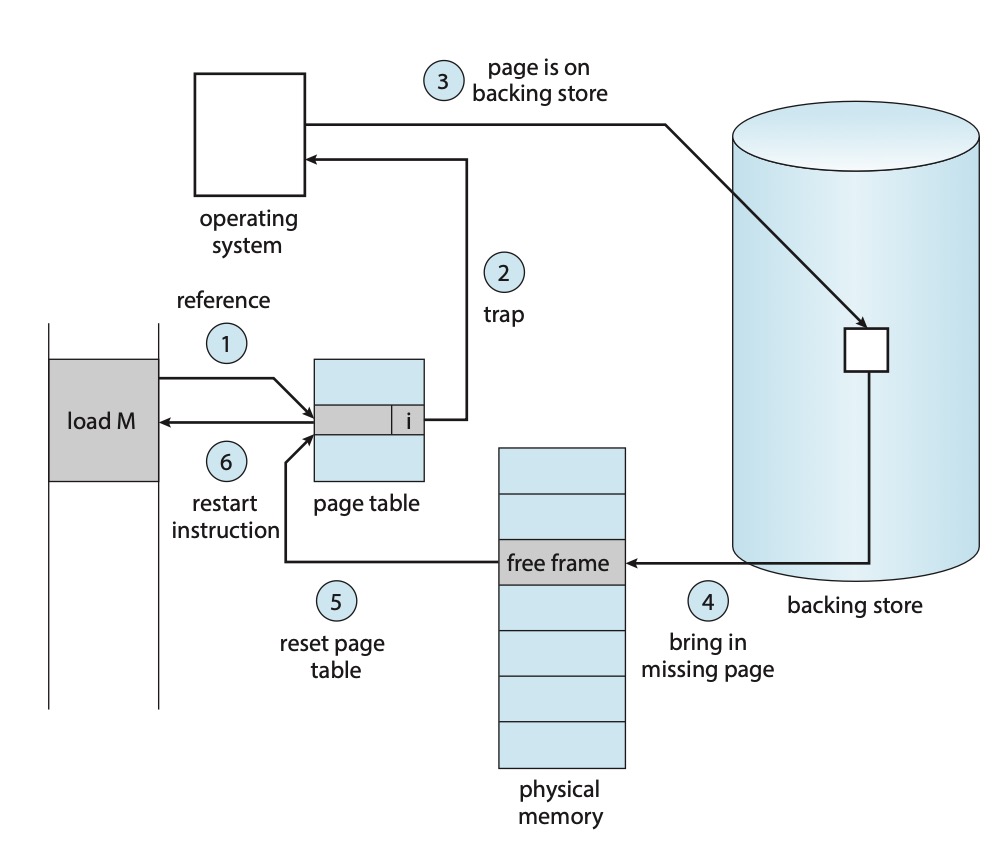 3
page is on
backing store
operating
system
2
trap
reference
1
load M
i
6
restart
instruction
page table
free frame
5
reset page
table
4
bring in
missing page
backing store
physical
memory